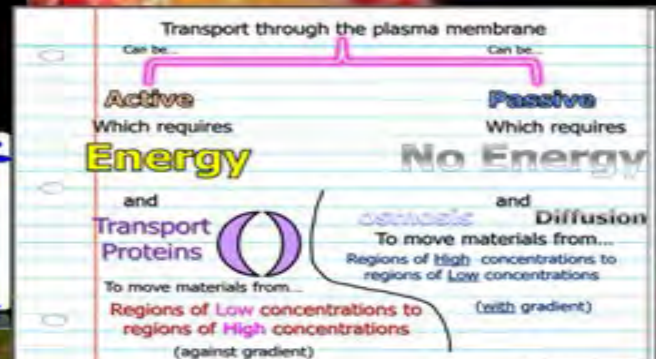 Transport through the plasma membrane
Can be...
Can be...
Active
Which requires
Energy
and
Transport
Proteins
To move materials from...
Regions of Low concentrations to
regions of High concentrations
(against gradient)
Passive
Which requires
No Energy
and
osmosis Diffusion
To move materials from...
Regions of High concentrations to
regions of Low concentrations
(with gradient)